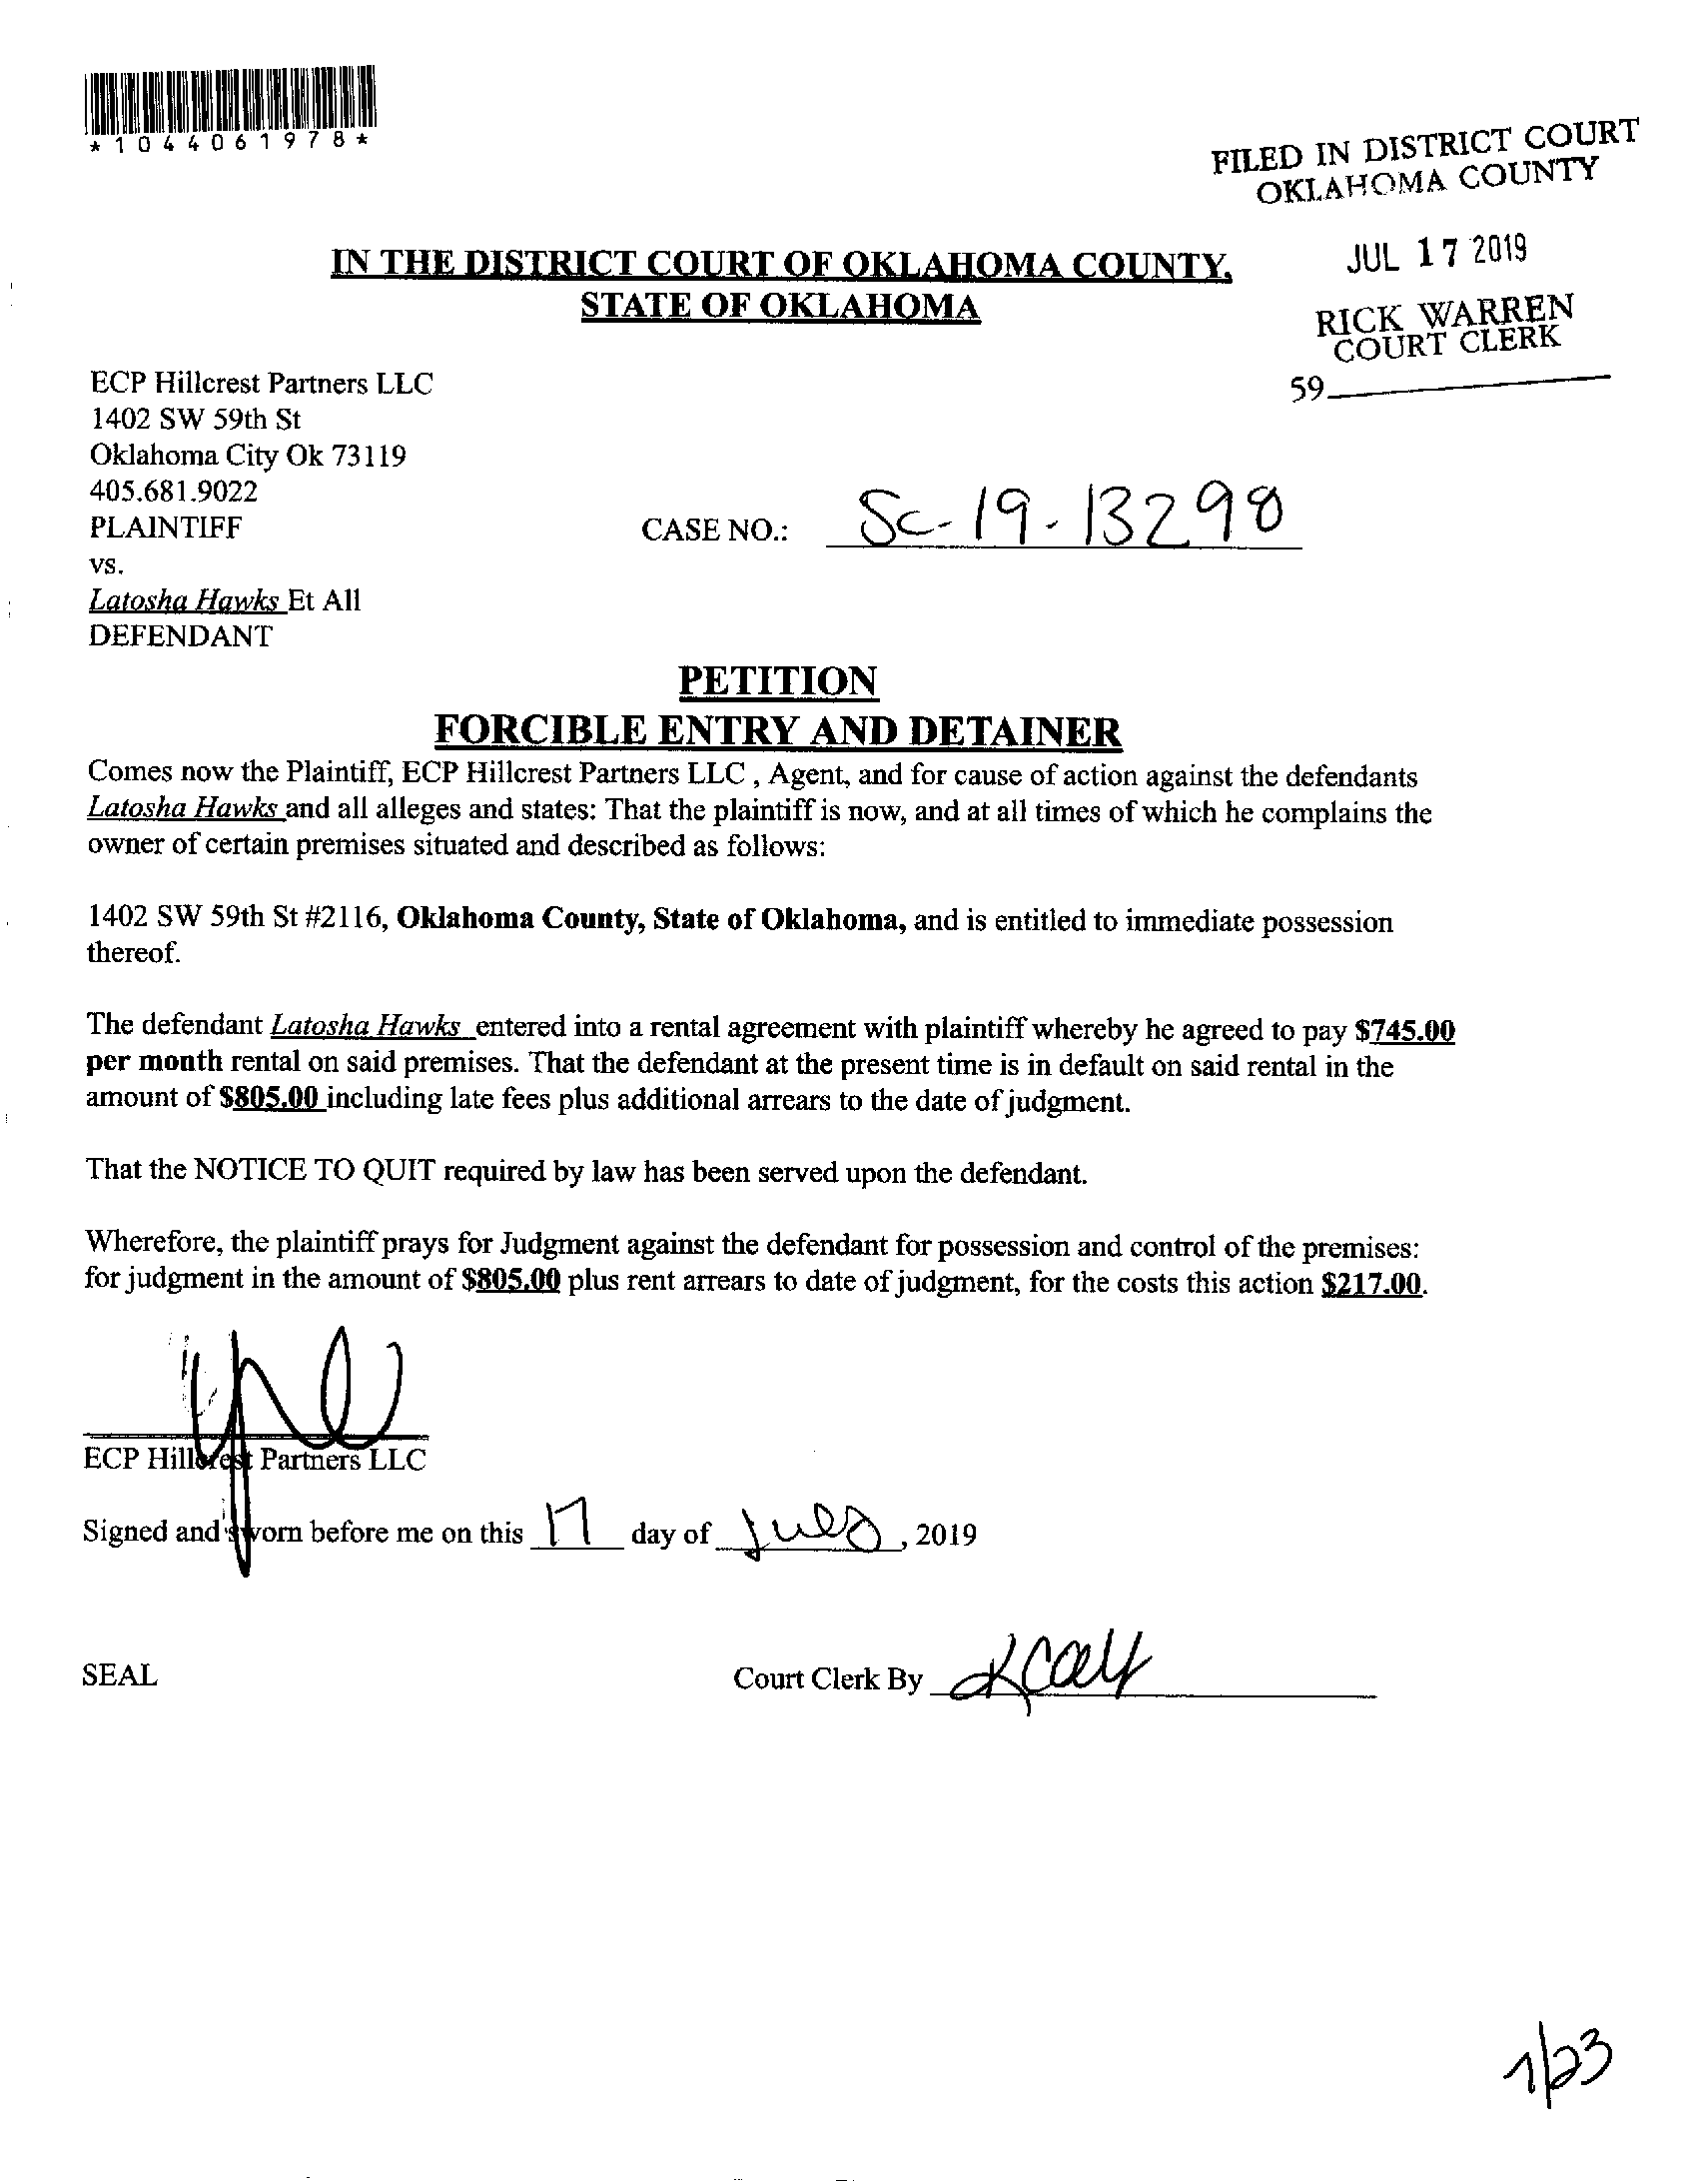 *1044061978*
FILED IN DISTRICT COURT
OKLAHOMA COUNTY
JUL 17 2019
RICK WARREN
COURT CLERK
59
IN THE DISTRICT COURT OF OKLAHOMA COUNTY,
STATE OF OKLAHOMA
ECP Hillcrest Partners LLC
1402 SW 59th St
Oklahoma City Ok 73119
405.681.9022
PLAINTIFF
CASE NO.: SC-19-13298
vs.
Latosha Hawks Et All
DEFENDANT
PETITION
FORCIBLE ENTRY AND DETAINER
Comes now the Plaintiff, ECP Hillcrest Partners LLC , Agent, and for cause of action against the defendants
Latosha Hawks and all alleges and states: That the plaintiff is now, and at all times of which he complains the
owner of certain premises situated and described as follows:
1402 SW 59th St #2116, Oklahoma County, State of Oklahoma, and is entitled to immediate possession
thereof.
The defendant Latosha Hawks entered into a rental agreement with plaintiff whereby he agreed to pay $745.00
per month rental on said premises. That the defendant at the present time is in default on said rental in the
amount of $805.00 including late fees plus additional arrears to the date of judgment.
That the NOTICE TO QUIT required by law has been served upon the defendant.
Wherefore, the plaintiff prays for Judgment against the defendant for possession and control of the premises:
for judgment in the amount of $805.00 plus rent arrears to date of judgment, for the costs this action $217.00.
ECP Hillcrest Partners LLC
Signed and sworn before me on this 17 day of July, 2019
SEAL
Court Clerk By
7/23